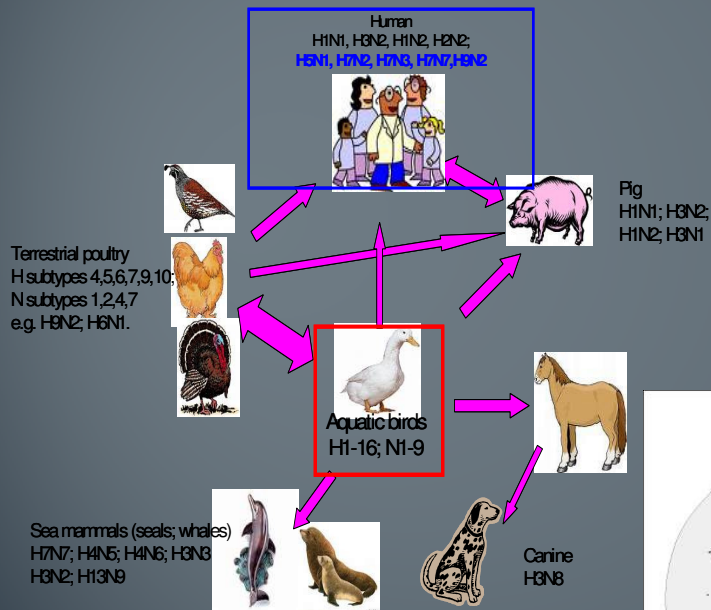 Human
H1N1, H3N2, H1N2, H2N2;
H5N1, H7N2, H7N3, H7N7,H9N2
Pig
H1N1; H3N2;
H1N2; H3N1
Terrestrial poultry
H subtypes 4,5,6,7,9,10;
N subtypes 1,2,4,7
e.g. H9N2; H6N1.
Aquatic birds
H1-16; N1-9
Sea mammals (seals; whales)
H7N7; H4N5; H4N6; H3N3
H3N2; H13N9
Canine
H3N8